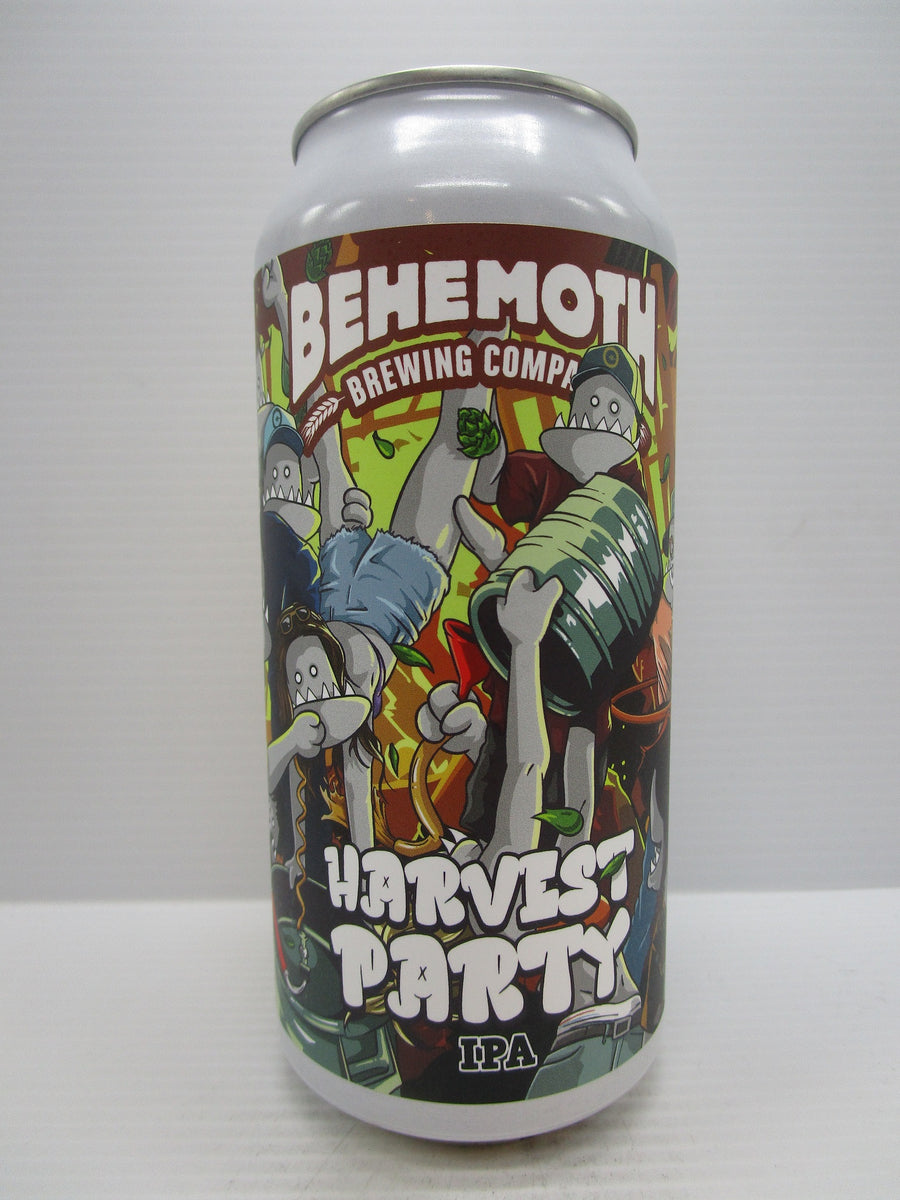 BEHEMOTH
BREWING COMPA
HARVEST
PARTY
IPA